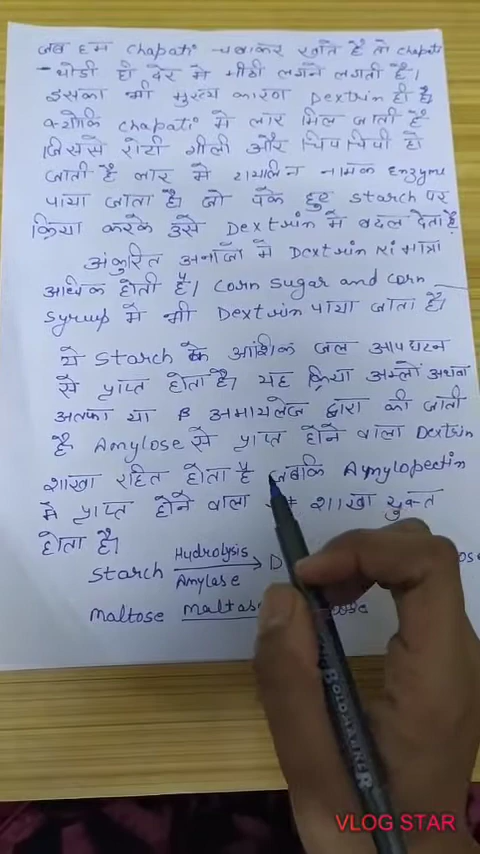 जब हम chapati चबाकर खाते है तो chapati
थोडी ही देर मे मीठी लगने लगती है।
इसका भी मुख्य कारण Dextrin ही है
क्योकि chapati मे लार मिल जाती है
जिससे रोटी गीली और चिपचिपी हो
जाती है लार मे टायलिन नामक Enzyme
पाया जाता है। जो पके हुए starch पर
क्रिया करके उसे Dextrin मे बदल देता है
अंकुरित अनाजो मे Dextrin की मात्रा
अधिक होती है। corn sugar and corn
syrup मे भी Dextrin पाया जाता है।
ये starch के आंशिक जल अपघटन
से प्राप्त होता है। यह क्रिया अम्लो अथवा
अल्फा या β अमायलेज द्वारा की जाती
है Amylose से प्राप्त होने वाला Dextrin
शाखा रहित होता है जबकि Amylopectin
मे प्राप्त होने वाला शाखा युक्त
होता है।
Starch Hydrolysis Amylase D
maltose
VLOG STAR